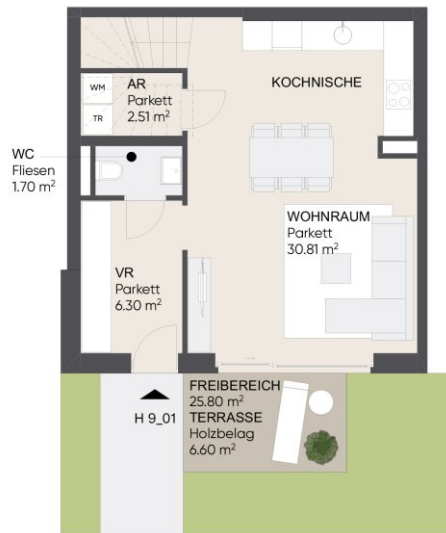 WM
AR
Parkett
2.51 m²
TR
KOCHNISCHE
WC
Fliesen
1.70 m²
WOHNRAUM
Parkett
30.81 m²
VR
Parkett
6.30 m²
H 9_01
FREIBEREICH
25.80 m²
TERRASSE
Holzbelag
6.60 m²